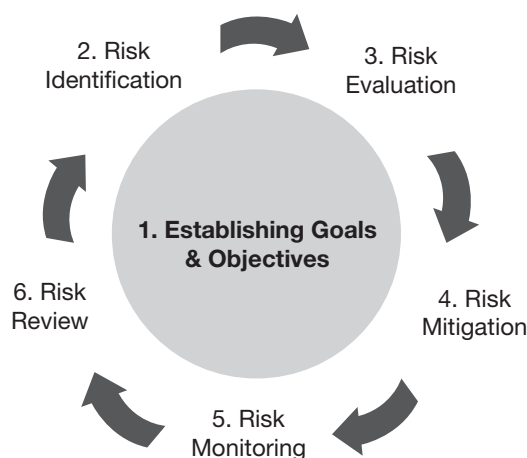 1. Establishing Goals
& Objectives
2. Risk
Identification
3. Risk
Evaluation
4. Risk
Mitigation
5. Risk
Monitoring
6. Risk
Review